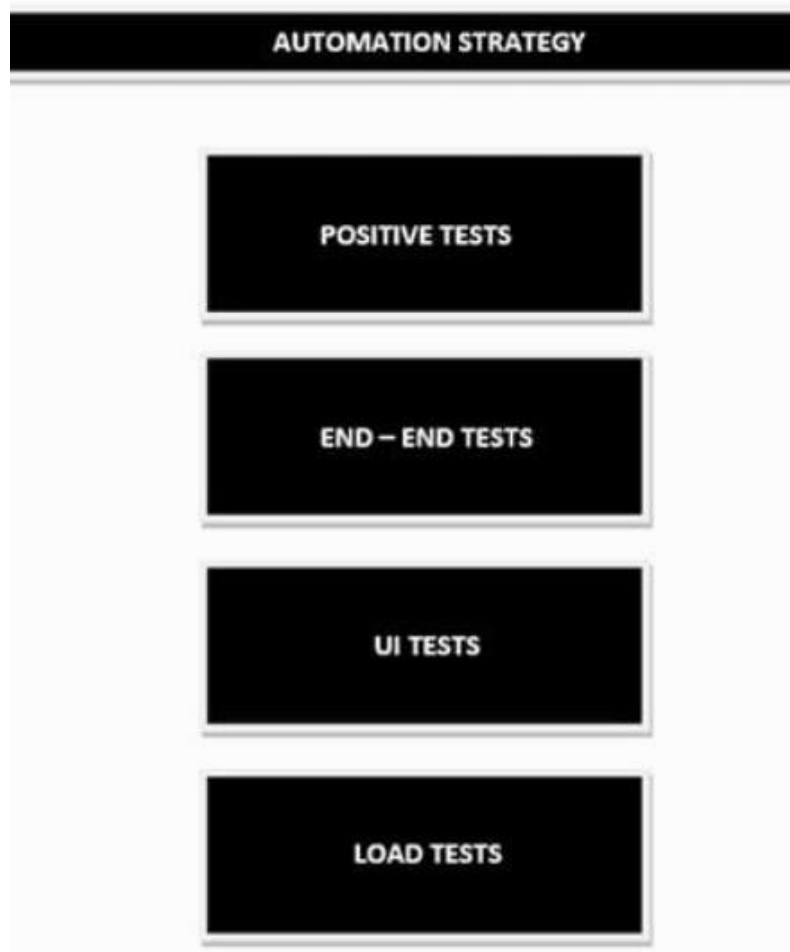 AUTOMATION STRATEGY
POSITIVE TESTS
END – END TESTS
UI TESTS
LOAD TESTS